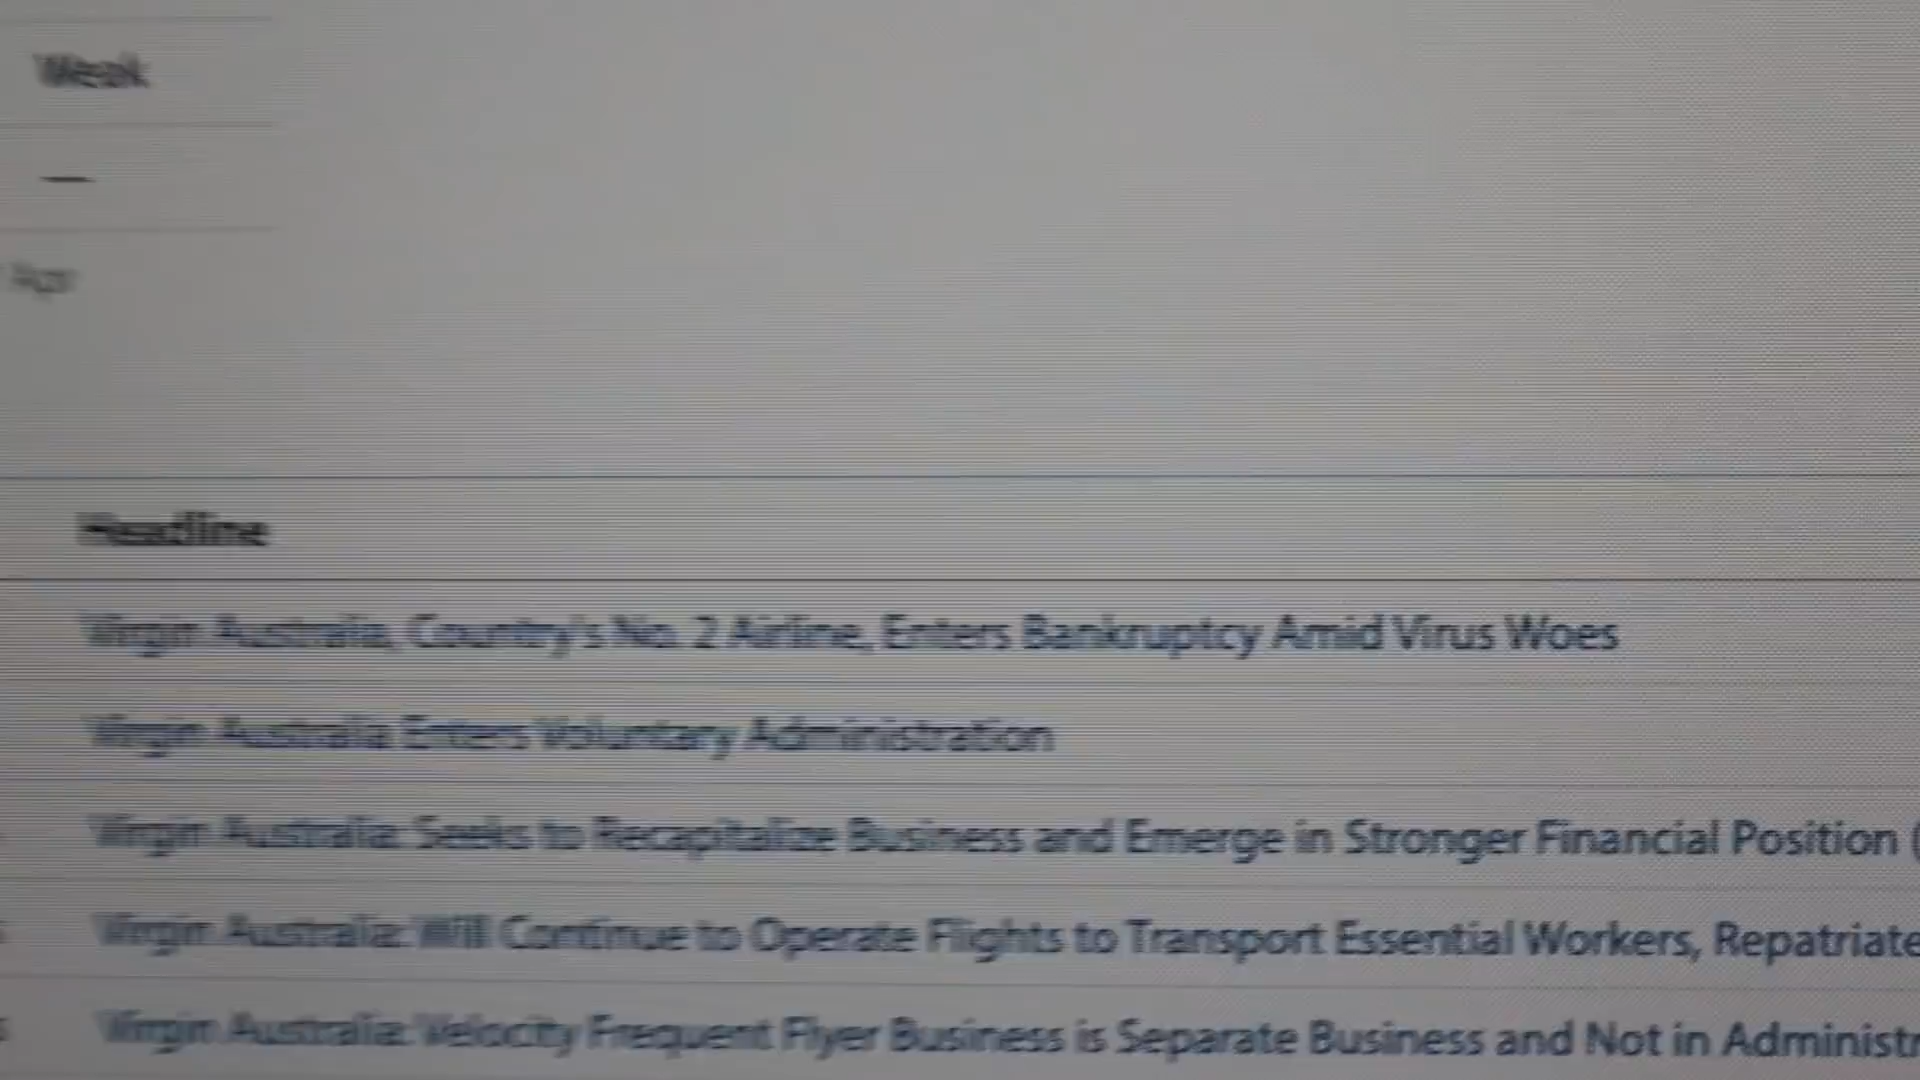 Weak
—
Headline
Virgin Australia, Country's No. 2 Airline, Enters Bankruptcy Amid Virus Woes
Virgin Australia Enters Voluntary Administration
Virgin Australia: Seeks to Recapitalize Business and Emerge in Stronger Financial Position (
Virgin Australia: Will Continue to Operate Flights to Transport Essential Workers, Repatriate
Virgin Australia: Velocity Frequent Flyer Business is Separate Business and Not in Administr